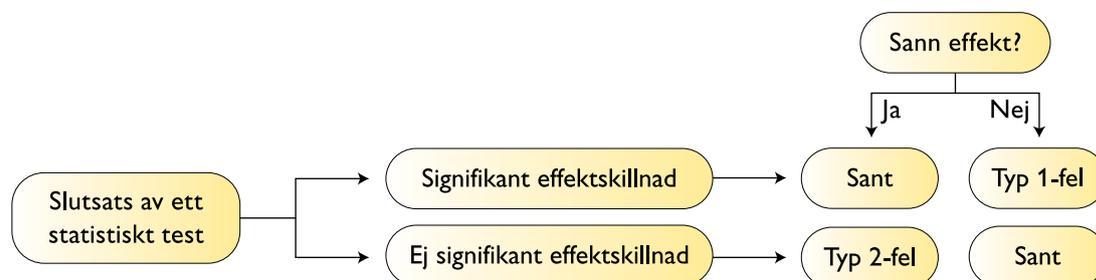 Sann effekt?
Ja
Nej
Signifikant effektskillnad
Sant
Typ 1-fel
Slutsats av ett
statistiskt test
Ej signifikant effektskillnad
Typ 2-fel
Sant